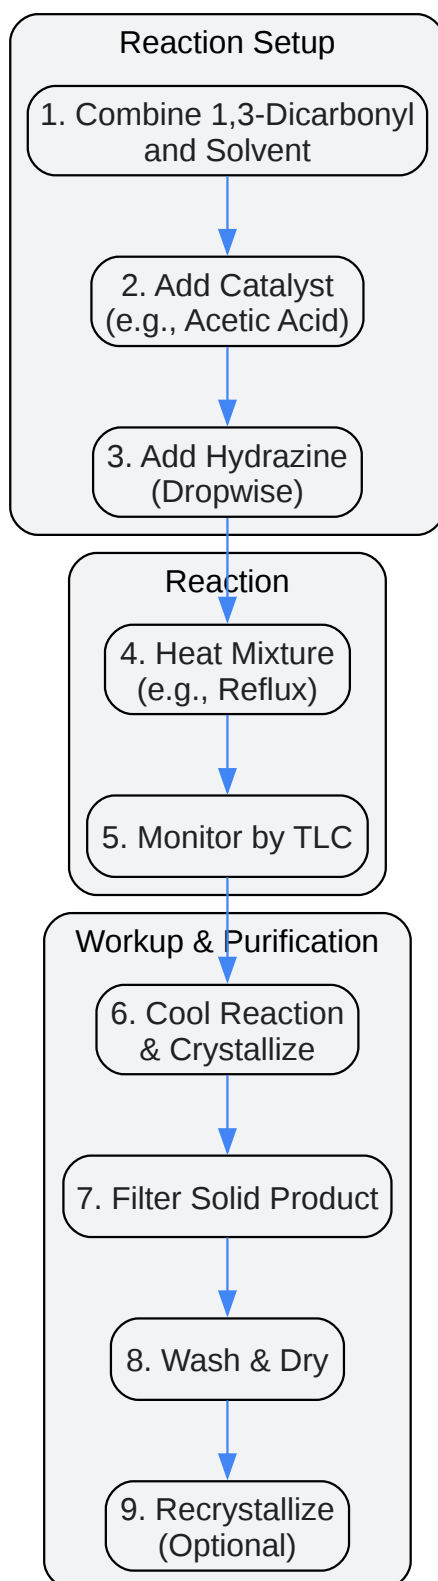 Reaction Setup
1. Combine 1,3-Dicarbonyl
and Solvent
2. Add Catalyst
(e.g., Acetic Acid)
3. Add Hydrazine
(Dropwise)
Reaction
4. Heat Mixture
(e.g., Reflux)
5. Monitor by TLC
Workup & Purification
6. Cool Reaction
& Crystallize
7. Filter Solid Product
8. Wash & Dry
9. Recrystallize
(Optional)